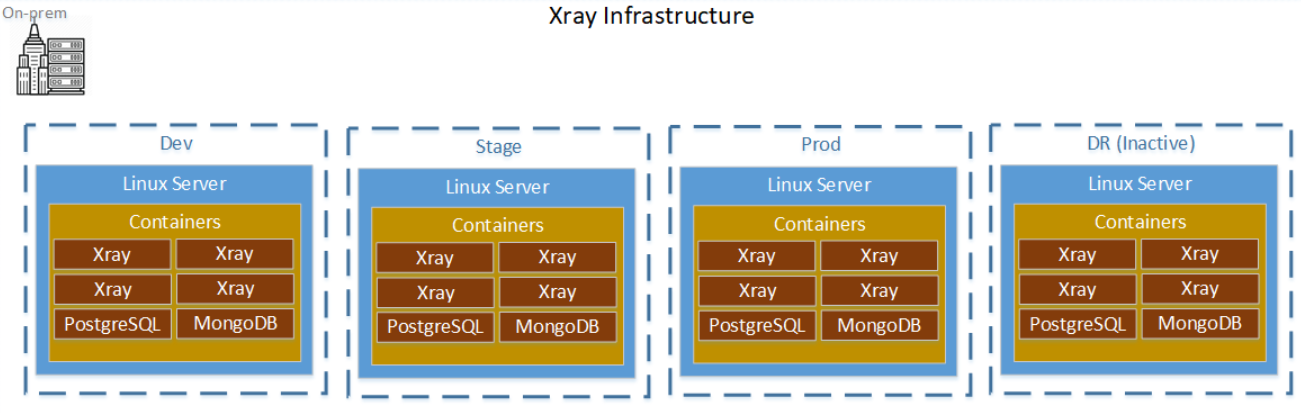 On-prem
Xray Infrastructure
Dev
Linux Server
Containers
Xray Xray
Xray Xray
PostgreSQL MongoDB
Stage
Linux Server
Containers
Xray Xray
Xray Xray
PostgreSQL MongoDB
Prod
Linux Server
Containers
Xray Xray
Xray Xray
PostgreSQL MongoDB
DR (Inactive)
Linux Server
Containers
Xray Xray
Xray Xray
PostgreSQL MongoDB